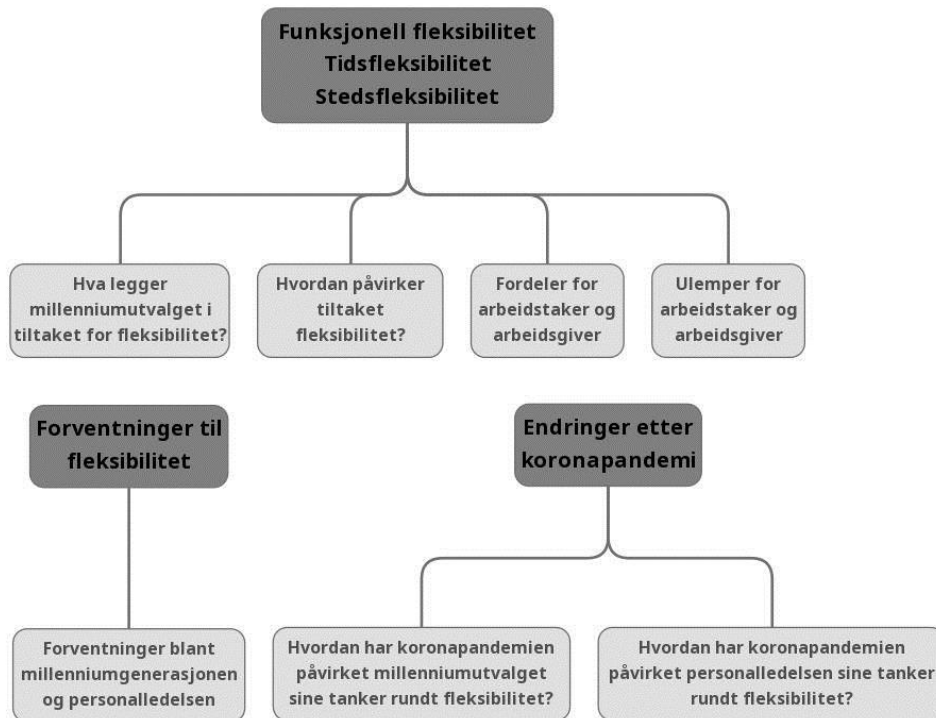 Funksjonell fleksibilitet
Tidsfleksibilitet
Stedsfleksibilitet
Hva legger
millenniumutvalget i
tiltaket for fleksibilitet?
Hvordan påvirker
tiltaket
fleksibilitet?
Fordeler for
arbeidstaker og
arbeidsgiver
Ulemper for
arbeidstaker og
arbeidsgiver
Forventninger til
fleksibilitet
Endringer etter
koronapandemi
Forventninger blant
millenniumgenerasjonen
og personalledelsen
Hvordan har koronapandemien
påvirket millenniumutvalget
sine tanker rundt fleksibilitet?
Hvordan har koronapandemien
påvirket personalledelsen sine tanker
rundt fleksibilitet?